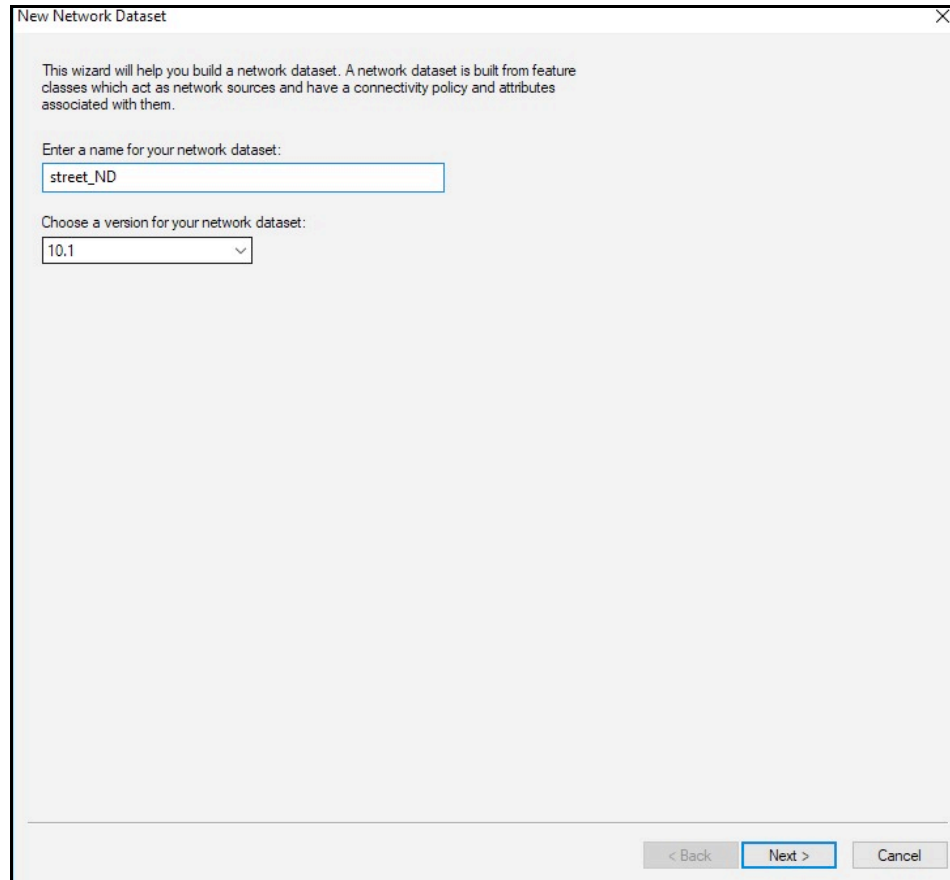 New Network Dataset
This wizard will help you build a network dataset. A network dataset is built from feature
classes which act as network sources and have a connectivity policy and attributes
associated with them.
Enter a name for your network dataset:
street_ND
Choose a version for your network dataset:
10.1
< Back Next > Cancel